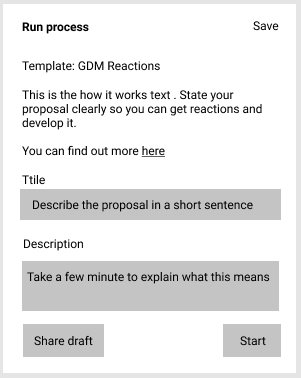 Run process
Save
Template: GDM Reactions
This is the how it works text . State your
proposal clearly so you can get reactions and
develop it.
You can find out more here
Ttile
Describe the proposal in a short sentence
Description
Take a few minute to explain what this means
Share draft
Start